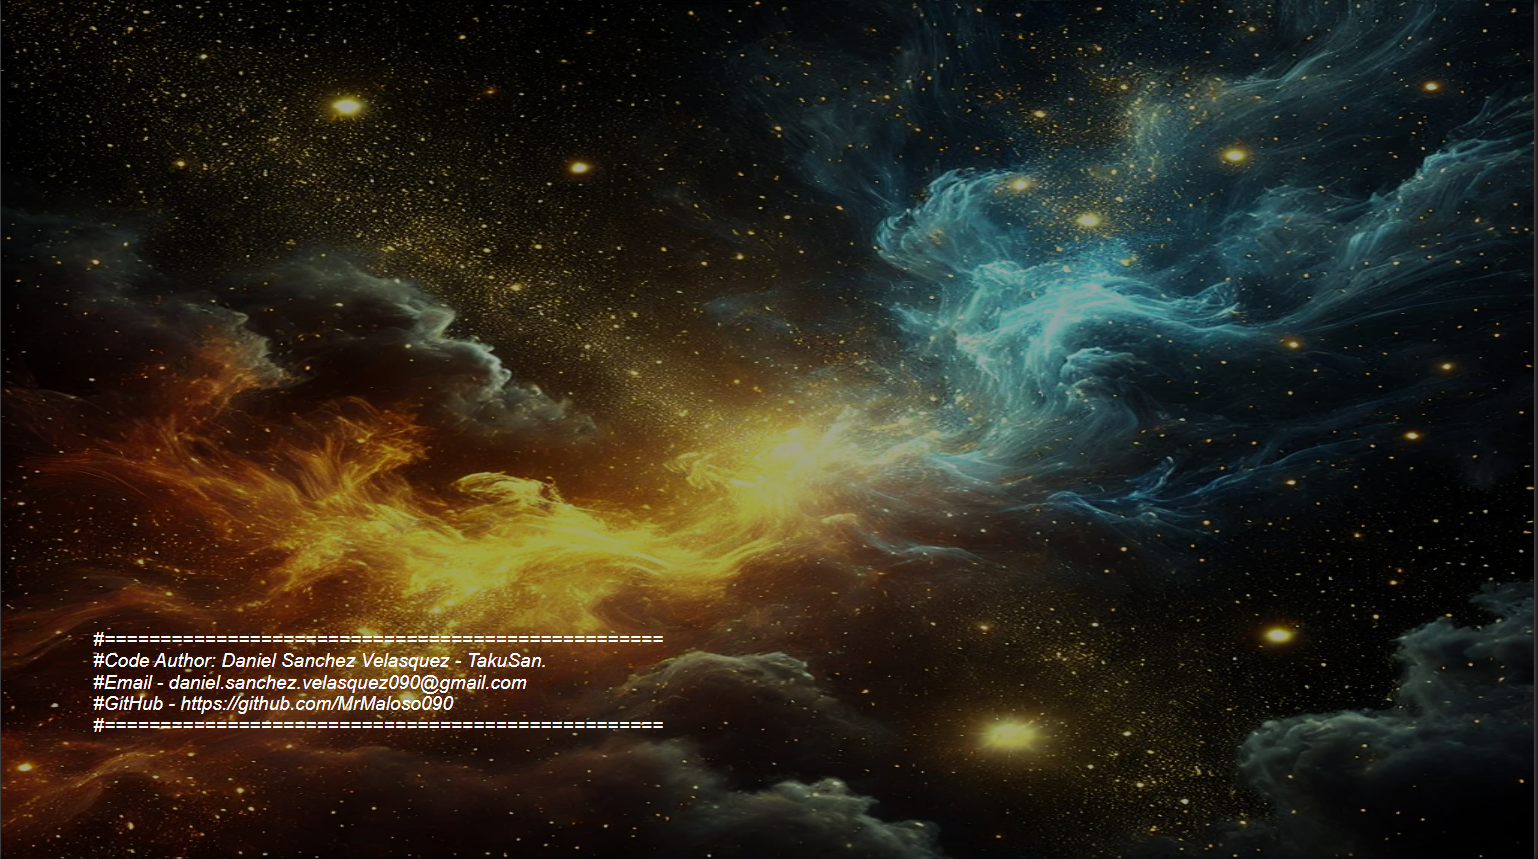 #==================================================
#Code Author: Daniel Sanchez Velasquez - TakuSan.
#Email - daniel.sanchez.velasquez090@gmail.com
#GitHub - https://github.com/MrMaloso090
#==================================================